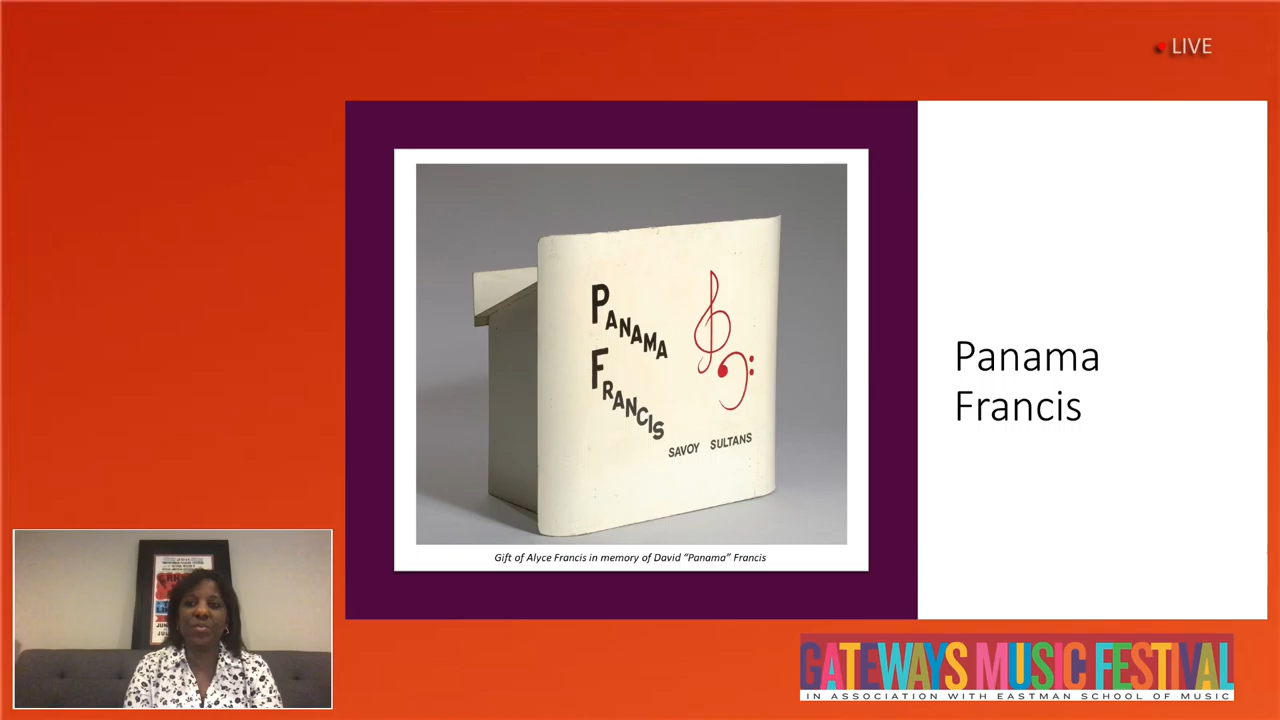 LIVE
PANAMA
FRANCIS
SAVOY SULTANS
Gift of Alyce Francis in memory of David “Panama” Francis
Panama
Francis
GATEWAYS MUSIC FESTIVAL
IN ASSOCIATION WITH EASTMAN SCHOOL OF MUSIC